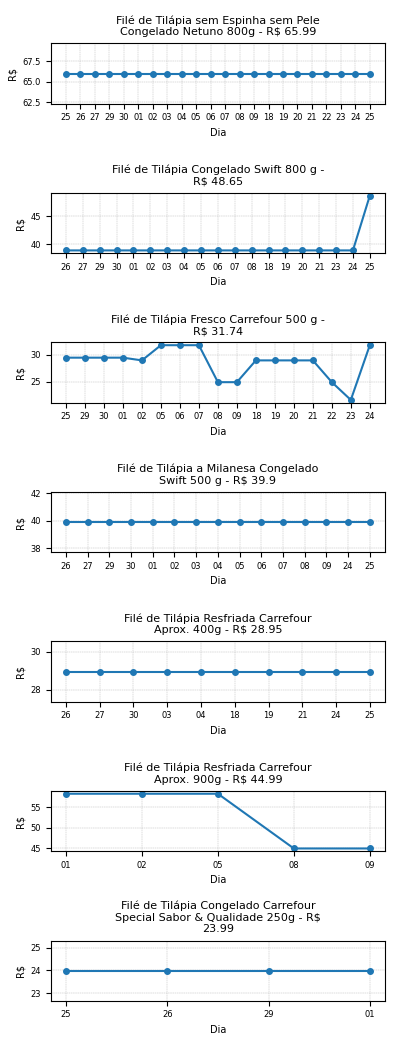 Filé de Tilápia sem Espinha sem Pele
Congelado Netuno 800g - R$ 65.99
67.5
65.0
62.5
R$
25 26 27 29 30 01 02 03 04 05 06 07 08 09 18 19 20 21 22 23 24 25
Dia
Filé de Tilápia Congelado Swift 800 g -
R$ 48.65
45
40
R$
26 27 29 30 01 02 03 04 05 06 07 08 09 18 19 20 21 23 24 25
Dia
Filé de Tilápia Fresco Carrefour 500 g -
R$ 31.74
30
25
R$
25 29 30 01 02 05 06 07 08 09 18 19 20 21 22 23 24
Dia
Filé de Tilápia a Milanesa Congelado
Swift 500 g - R$ 39.9
42
40
38
R$
26 27 29 30 01 02 03 04 05 06 07 08 09 24 25
Dia
Filé de Tilápia Resfriada Carrefour
Aprox. 400g - R$ 28.95
30
28
R$
26 27 30 03 04 18 19 21 24 25
Dia
Filé de Tilápia Resfriada Carrefour
Aprox. 900g - R$ 44.99
55
50
45
R$
01 02 05 08 09
Dia
Filé de Tilápia Congelado Carrefour
Special Sabor & Qualidade 250g - R$
23.99
25
24
23
R$
25 26 29 01
Dia